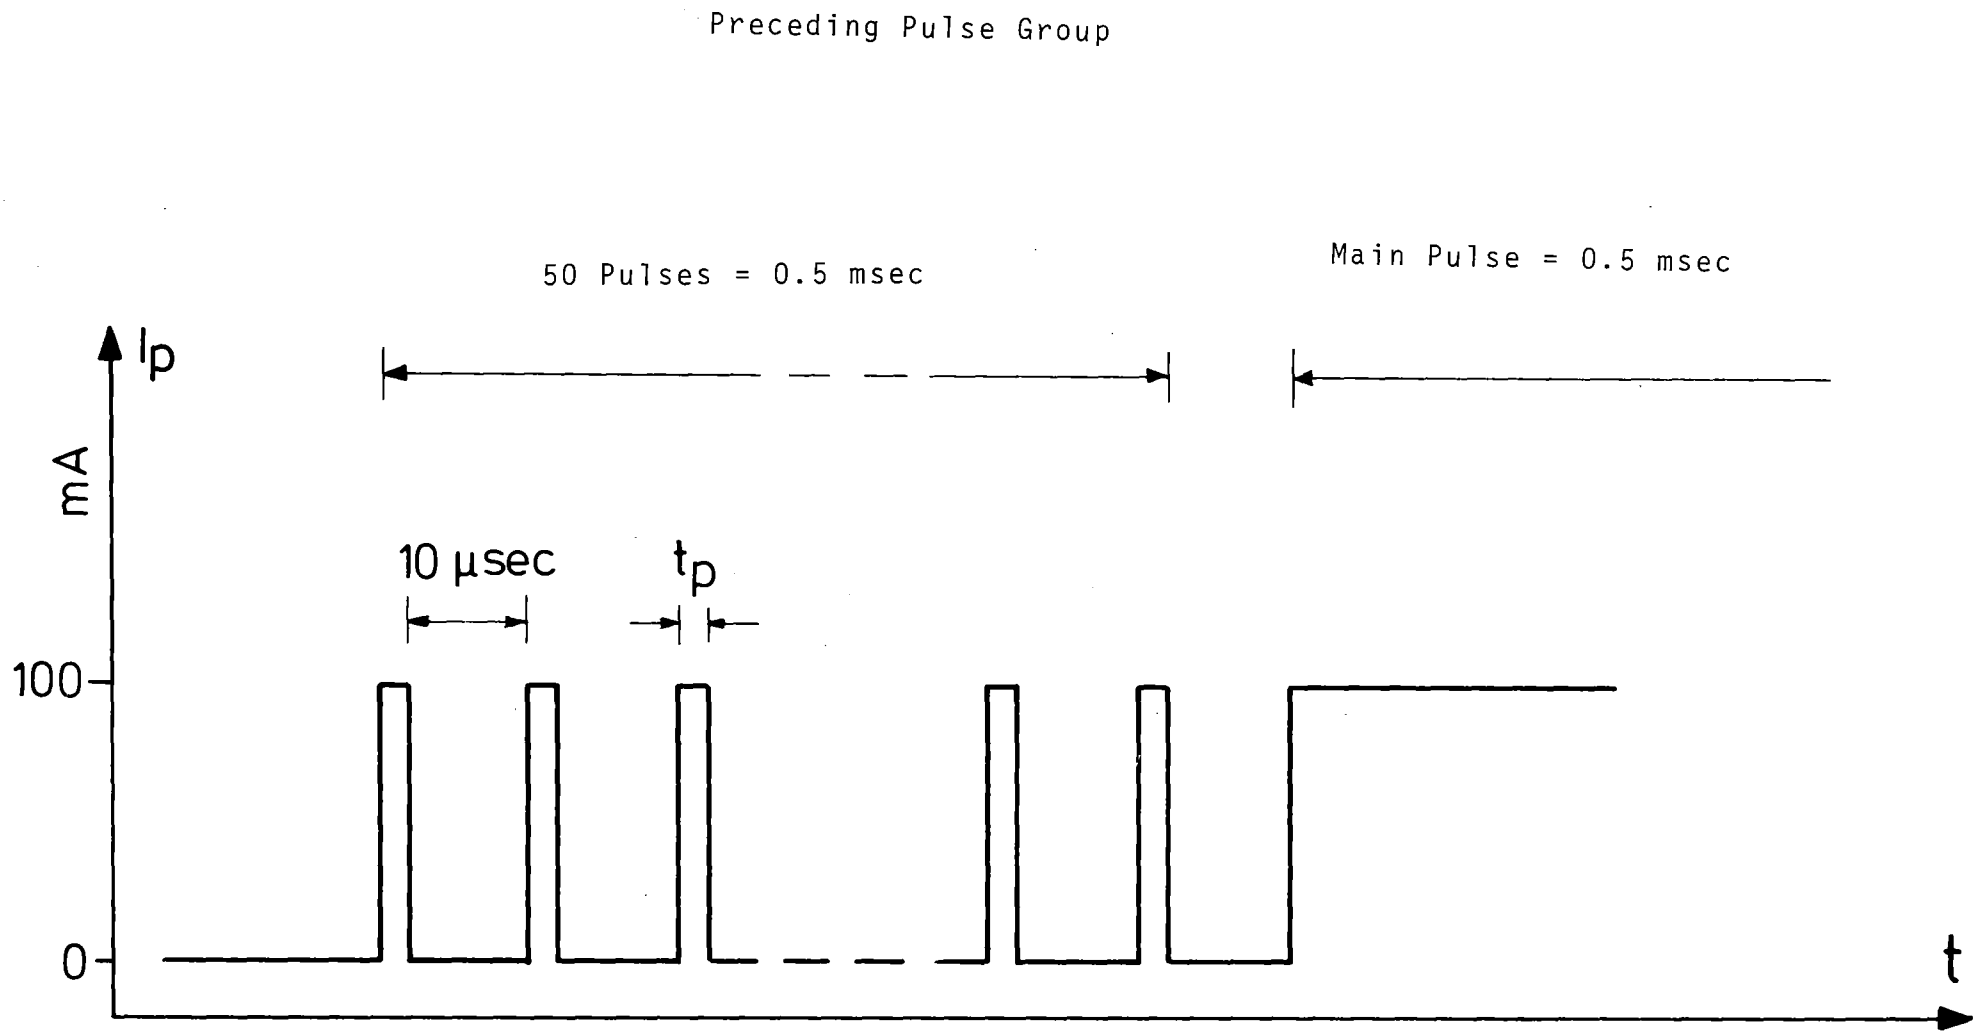 Preceding Pulse Group
50 Pulses = 0.5 msec
Main Pulse = 0.5 msec
Ip
mA
10 μsec
tp
100
0
t